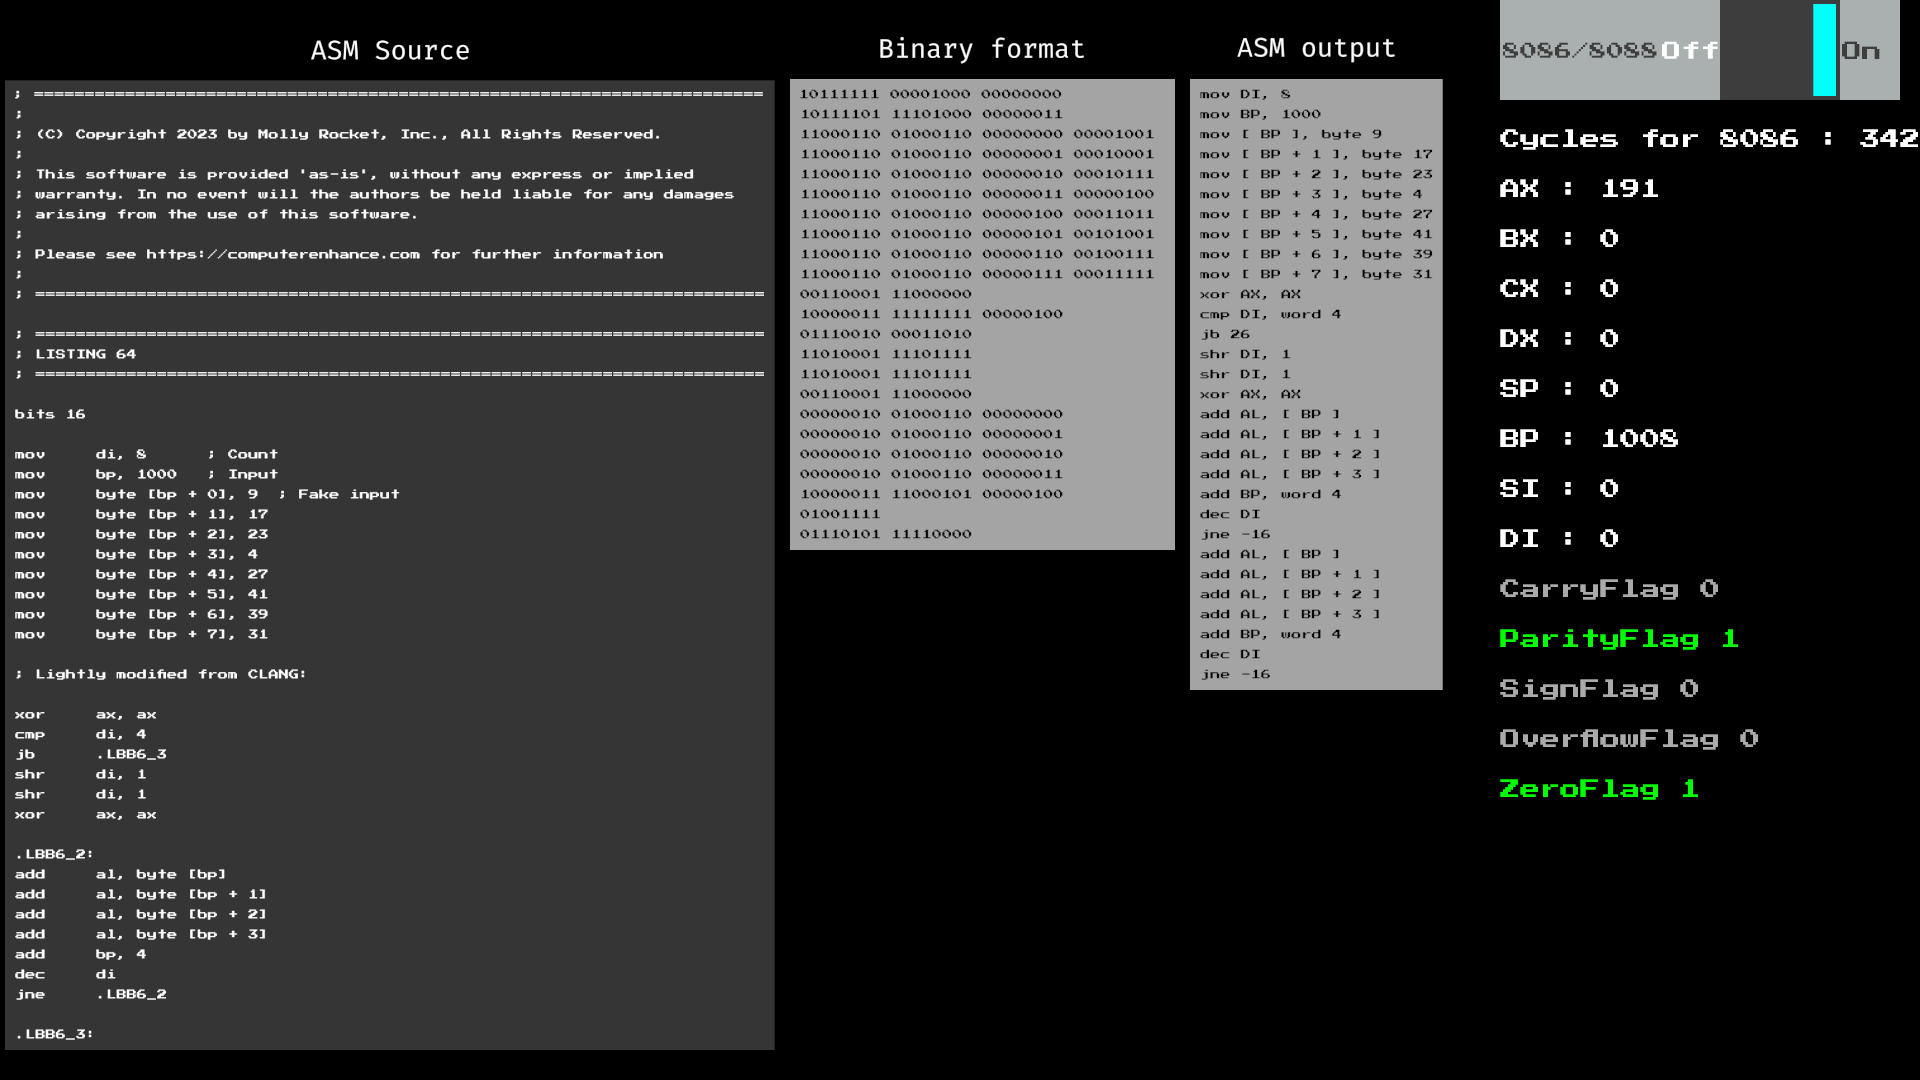 ASM Source
; ========================================================================
;
; (C) Copyright 2023 by Molly Rocket, Inc., All Rights Reserved.
;
; This software is provided 'as-is', without any express or implied
; warranty. In no event will the authors be held liable for any damages
; arising from the use of this software.
;
; Please see https://computerenhance.com for further information
;
; ========================================================================
; ========================================================================
; LISTING 64
; ========================================================================
bits 16
mov di, 8 ; Count
mov bp, 1000 ; Input
mov byte [bp + 0], 9 ; Fake input
mov byte [bp + 1], 17
mov byte [bp + 2], 23
mov byte [bp + 3], 4
mov byte [bp + 4], 27
mov byte [bp + 5], 41
mov byte [bp + 6], 39
mov byte [bp + 7], 31
; Lightly modified from CLANG:
xor ax, ax
cmp di, 4
jb .LBB6_3
shr di, 1
shr di, 1
xor ax, ax
.LBB6_2:
add al, byte [bp]
add al, byte [bp + 1]
add al, byte [bp + 2]
add al, byte [bp + 3]
add bp, 4
dec di
jne .LBB6_2
.LBB6_3:
Binary format
10111111 00001000 00000000
10111101 11101000 00000011
11000110 01000110 00000000 00001001
11000110 01000110 00000001 00010001
11000110 01000110 00000010 00010111
11000110 01000110 00000011 00000100
11000110 01000110 00000100 00011011
11000110 01000110 00000101 00101001
11000110 01000110 00000110 00100111
11000110 01000110 00000111 00011111
00110001 11000000
10000011 11111111 00000100
01110010 00011010
11010001 11101111
11010001 11101111
00110001 11000000
00000010 01000110 00000000
00000010 01000110 00000001
00000010 01000110 00000010
00000010 01000110 00000011
10000011 11000101 00000100
01001111
01110101 11110000
ASM output
mov DI, 8
mov BP, 1000
mov [ BP ], byte 9
mov [ BP + 1 ], byte 17
mov [ BP + 2 ], byte 23
mov [ BP + 3 ], byte 4
mov [ BP + 4 ], byte 27
mov [ BP + 5 ], byte 41
mov [ BP + 6 ], byte 39
mov [ BP + 7 ], byte 31
xor AX, AX
cmp DI, word 4
jb 26
shr DI, 1
shr DI, 1
xor AX, AX
add AL, [ BP ]
add AL, [ BP + 1 ]
add AL, [ BP + 2 ]
add AL, [ BP + 3 ]
add BP, word 4
dec DI
jne -16
add AL, [ BP ]
add AL, [ BP + 1 ]
add AL, [ BP + 2 ]
add AL, [ BP + 3 ]
add BP, word 4
dec DI
jne -16
8086/8088 Off On
Cycles for 8086 : 342
AX : 191
BX : 0
CX : 0
DX : 0
SP : 0
BP : 1008
SI : 0
DI : 0
CarryFlag 0
ParityFlag 1
SignFlag 0
OverflowFlag 0
ZeroFlag 1